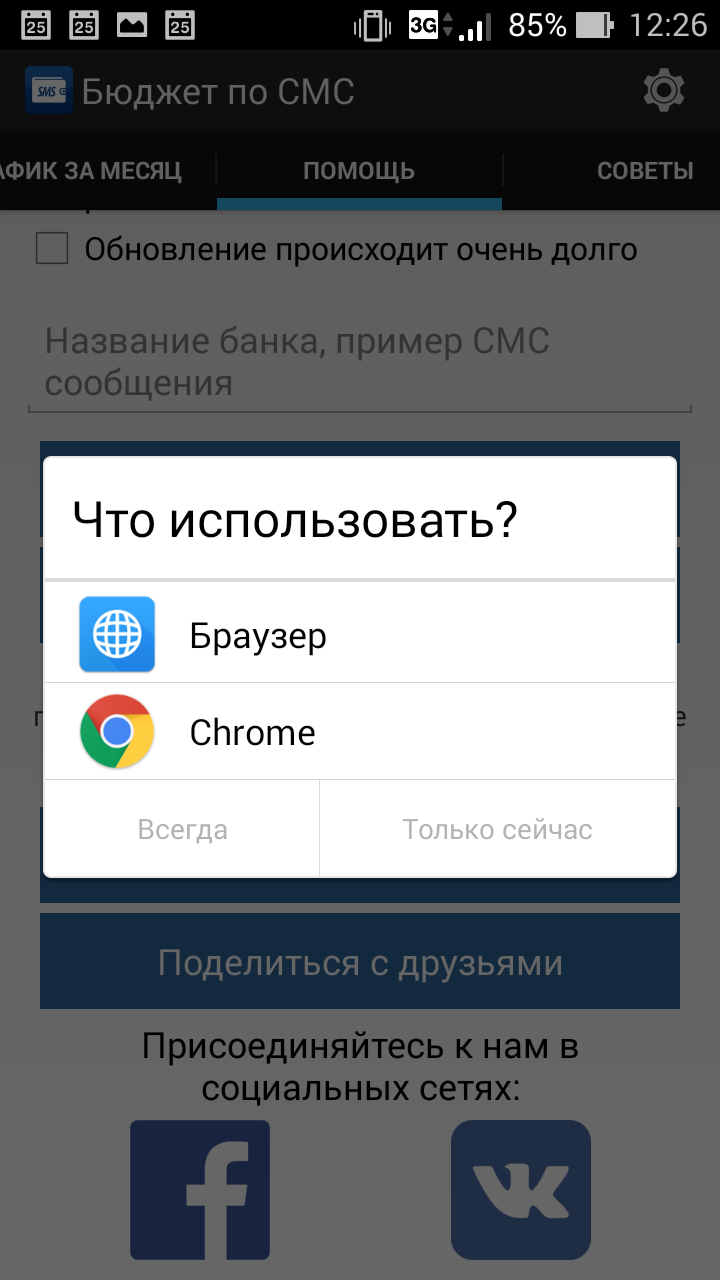 25 25 25 3G 85% 12:26
SMS Бюджет по СМС
АФИК ЗА МЕСЯЦ ПОМОЩЬ СОВЕТЫ
Обновление происходит очень долго
Название банка, пример СМС
сообщения
Что использовать?
Браузер
Chrome
Всегда Только сейчас
Поделиться с друзьями
Присоединяйтесь к нам в
социальных сетях: